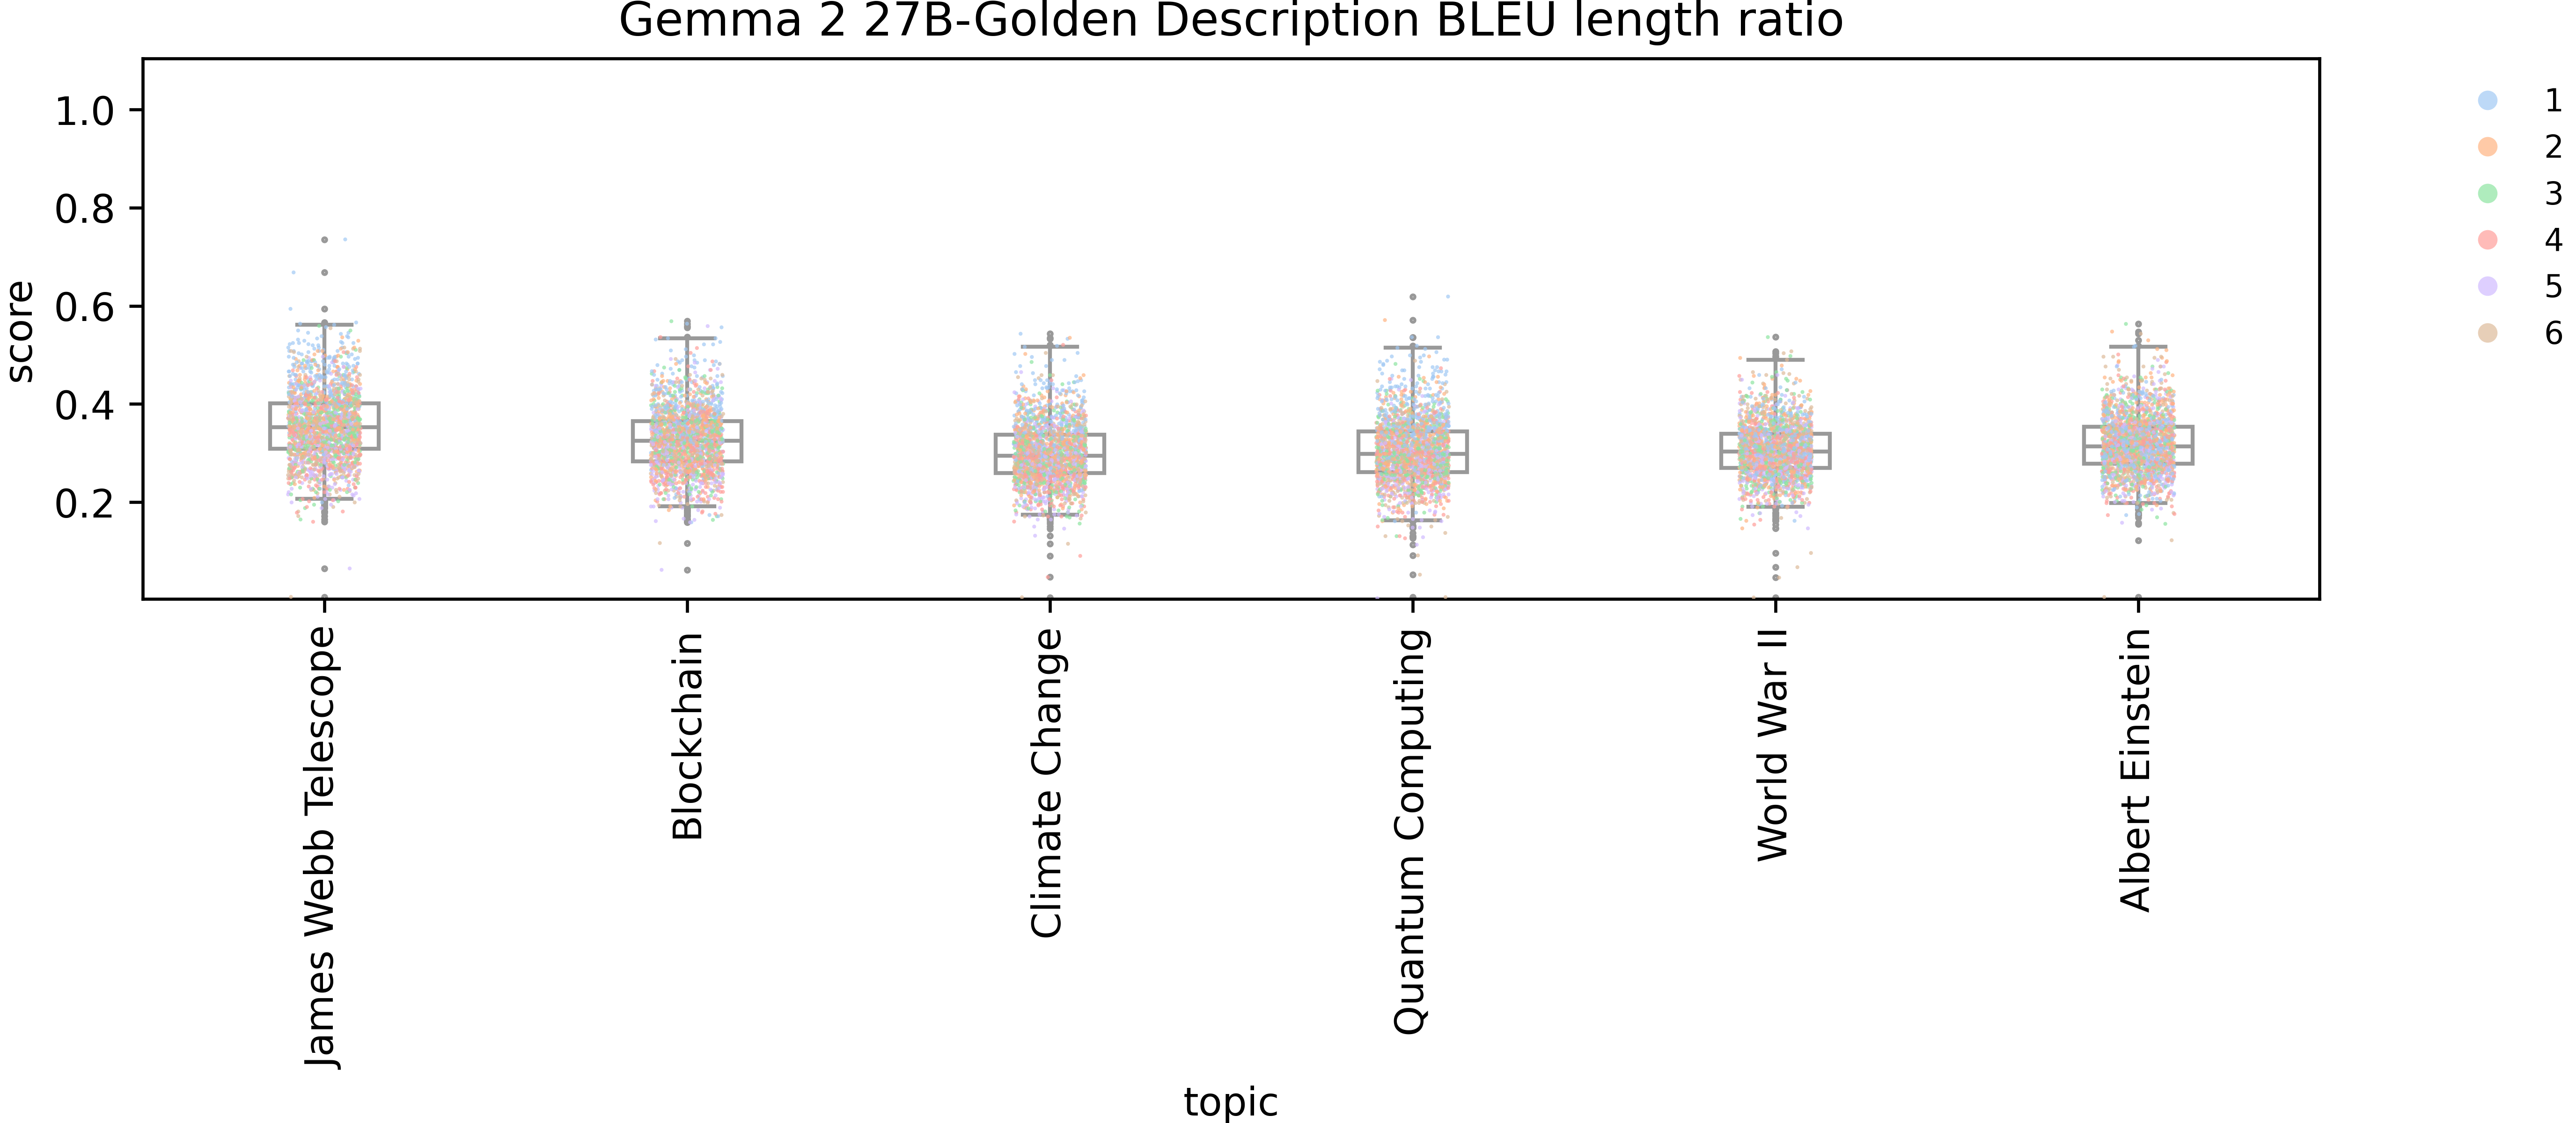 Gemma 2 27B-Golden Description BLEU length ratio
score
1.0
0.8
0.6
0.4
0.2
1
2
3
4
5
6
James Webb Telescope
Blockchain
Climate Change
Quantum Computing
World War II
Albert Einstein
topic